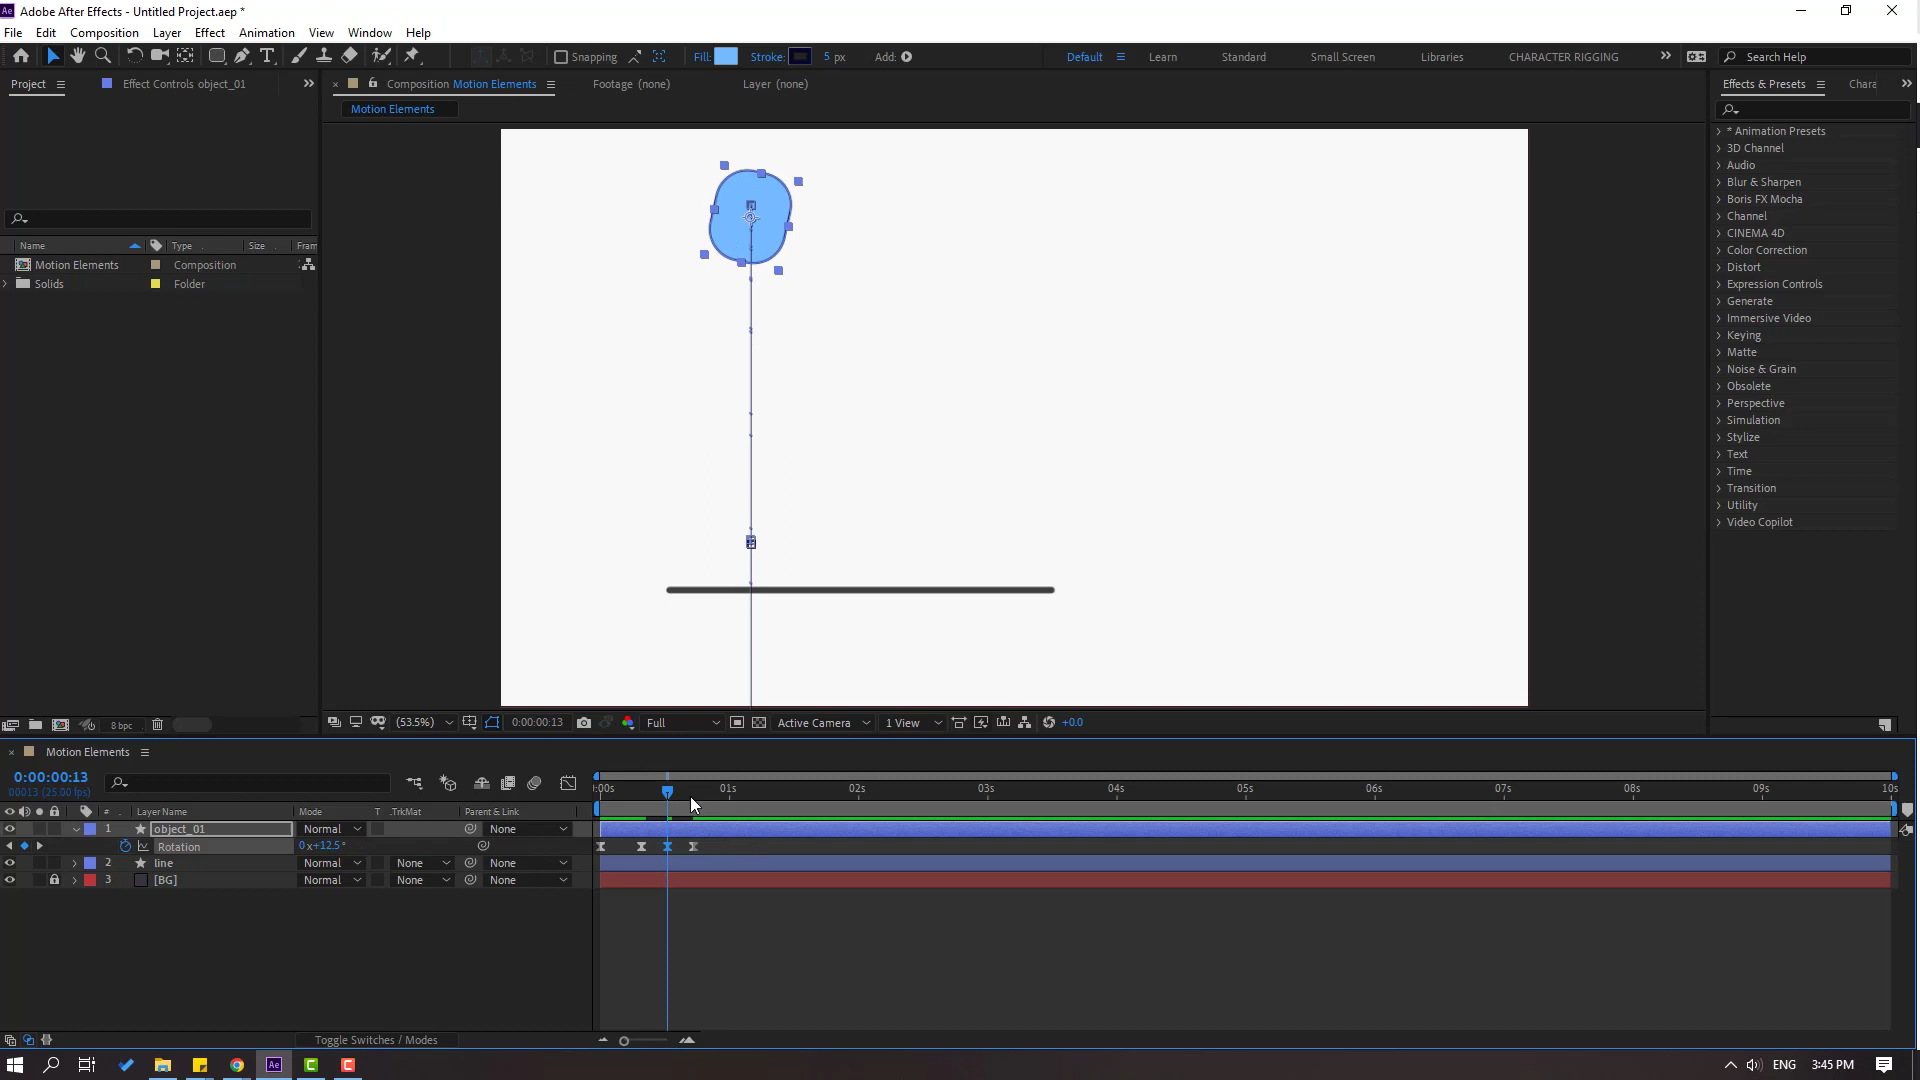 Ae Adobe After Effects - Untitled Project.aep *
File Edit Composition Layer Effect Animation View Window Help
Snapping Fill: Stroke: 5 px Add: Default Learn Standard Small Screen Libraries CHARACTER RIGGING Search Help
Project Effect Controls object_01
Composition Motion Elements Footage (none) Layer (none)
Effects & Presets Chara
Motion Elements
Name Type Size Fram
Motion Elements Composition
Solids Folder
* Animation Presets
3D Channel
Audio
Blur & Sharpen
Boris FX Mocha
Channel
CINEMA 4D
Color Correction
Distort
Expression Controls
Generate
Immersive Video
Keying
Matte
Noise & Grain
Obsolete
Perspective
Simulation
Stylize
Text
Time
Transition
Utility
Video Copilot
8 bpc
(53.5%) 0:00:00:13 Full Active Camera 1 View +0.0
Motion Elements
0:00:00:13
00013 (25.00 fps)
:00s 01s 02s 03s 04s 05s 06s 07s 08s 09s 10s
# Layer Name Mode T .TrkMat Parent & Link
1 object_01 Normal None
Rotation 0x+12.5°
2 line Normal None None
3 [BG] Normal None None
Toggle Switches / Modes
Ae C C ENG 3:45 PM